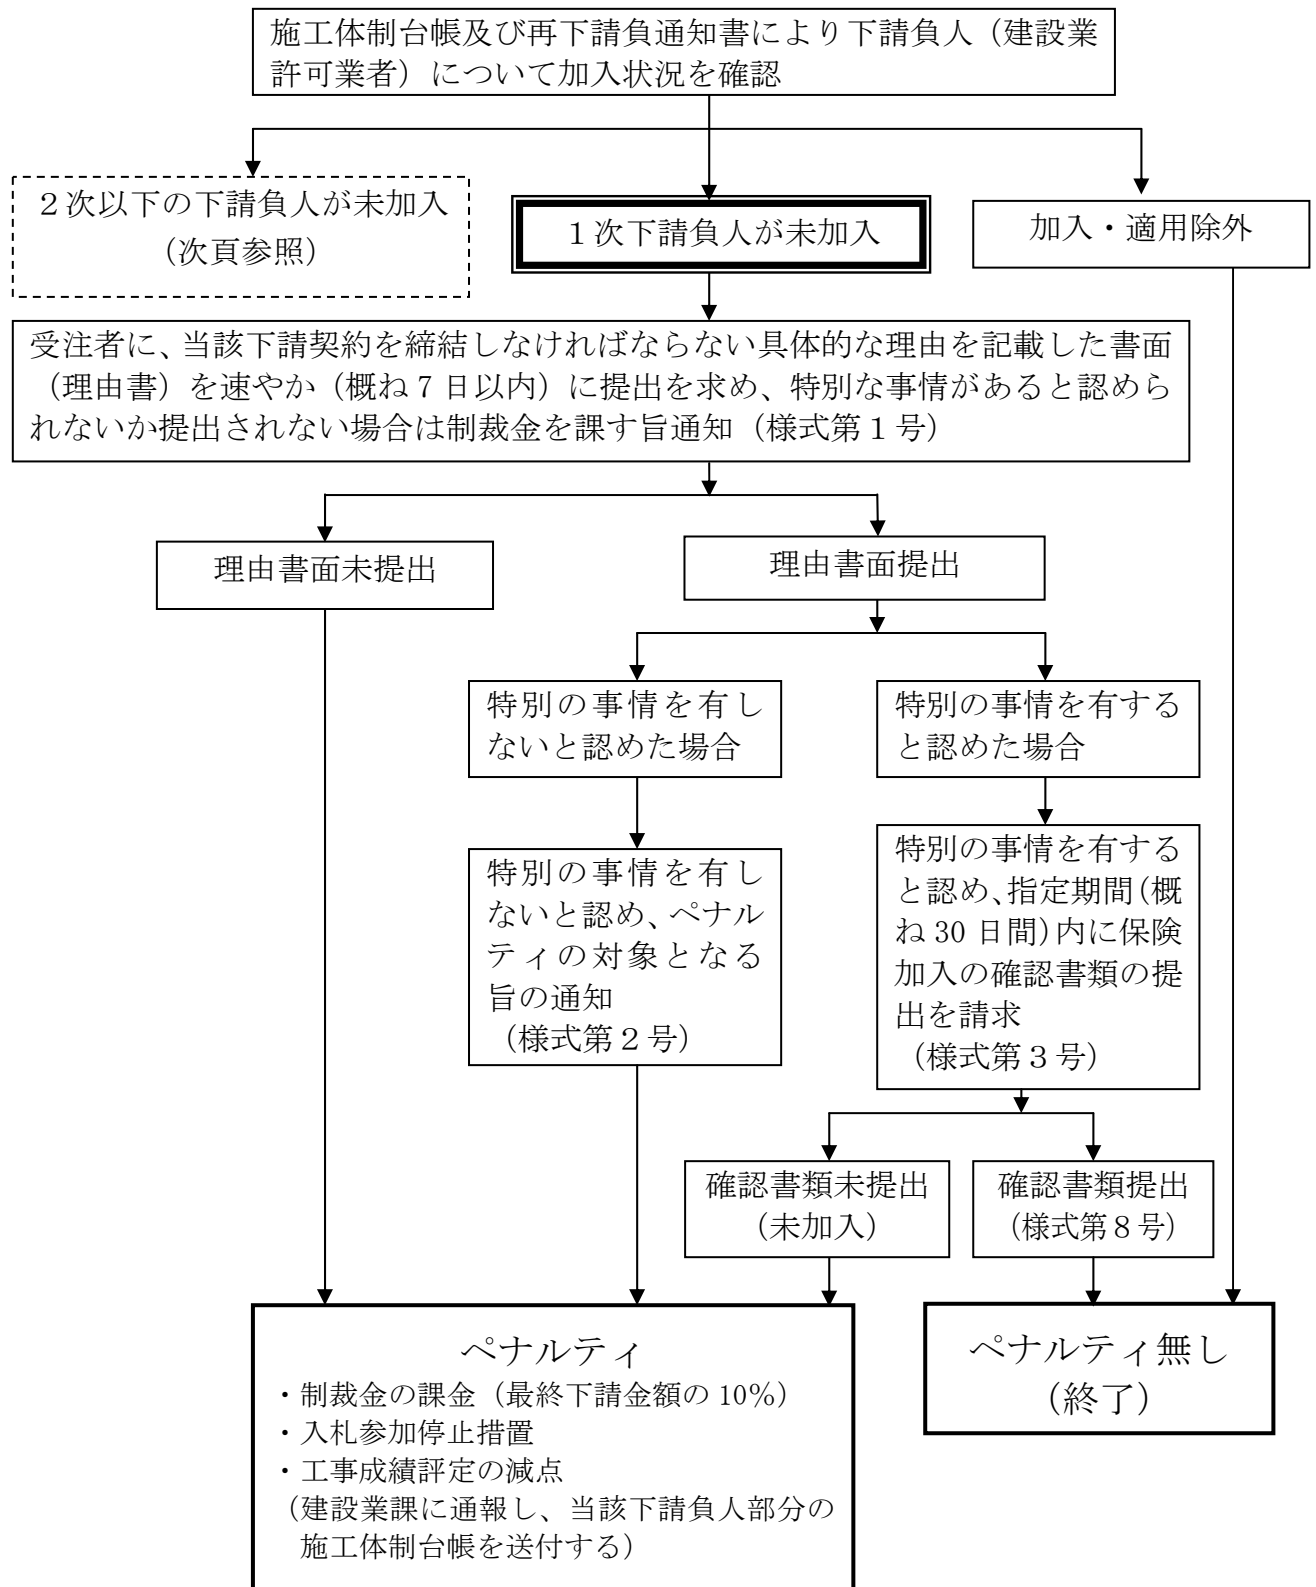 施工体制台帳及び再下請負通知書により下請負人（建設業
許可業者）について加入状況を確認
２次以下の下請負人が未加入
（次頁参照）
１次下請負人が未加入
加入・適用除外
受注者に、当該下請契約を締結しなければならない具体的な理由を記載した書面
（理由書）を速やか（概ね７日以内）に提出を求め、特別な事情があると認めら
れないか提出されない場合は制裁金を課す旨通知（様式第１号）
理由書面未提出
理由書面提出
特別の事情を有し
ないと認めた場合
特別の事情を有する
と認めた場合
特別の事情を有し
ないと認め、ペナル
ティの対象となる
旨の通知
（様式第２号）
特別の事情を有する
と認め、指定期間（概
ね 30 日間）内に保険
加入の確認書類の提
出を請求
（様式第３号）
確認書類未提出
（未加入）
確認書類提出
（様式第８号）
ペナルティ
・制裁金の課金（最終下請金額の 10％）
・入札参加停止措置
・工事成績評定の減点
（建設業課に通報し、当該下請負人部分の
施工体制台帳を送付する）
ペナルティ無し
（終了）